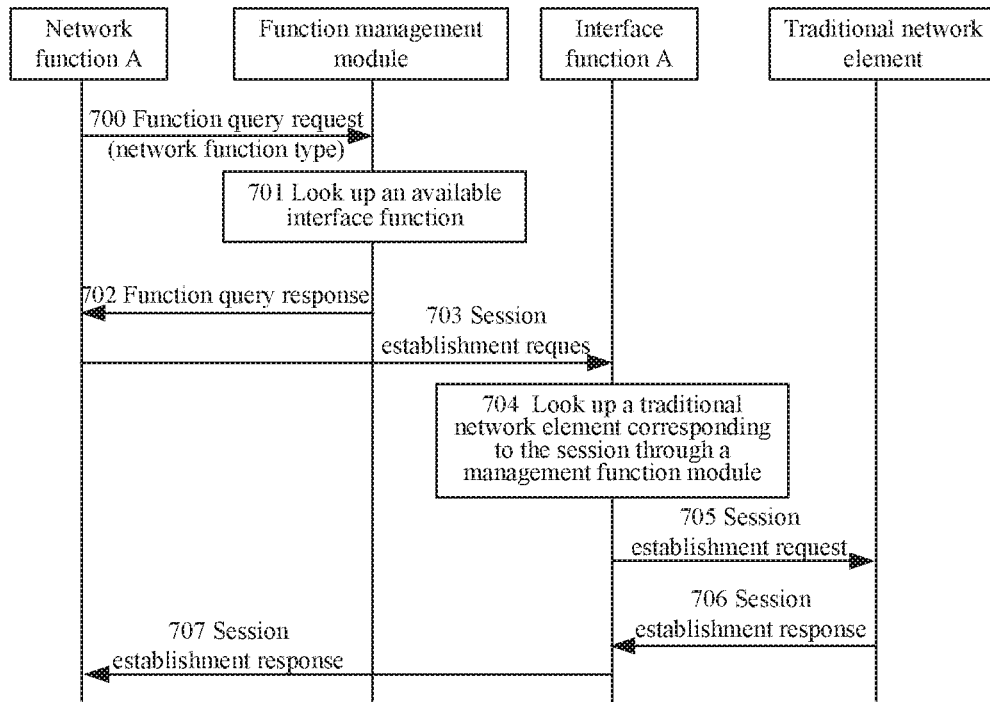 Network
function A
Function management
module
Interface
function A
Traditional network
element
700 Function query request
(network function type)
701 Look up an available
interface function
702 Function query response
703 Session
establishment reques
704 Look up a traditional
network element corresponding
to the session through a
management function module
705 Session
establishment request
706 Session
establishment response
707 Session
establishment response